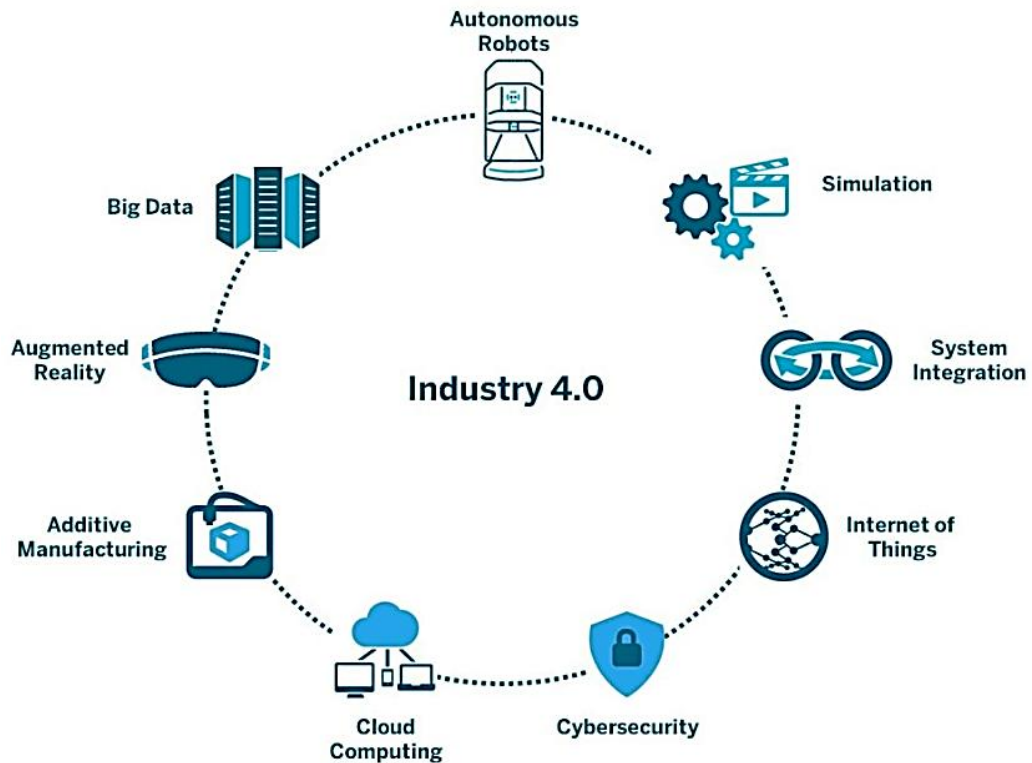 Autonomous
Robots
Simulation
System
Integration
Internet of
Things
Cybersecurity
Cloud
Computing
Additive
Manufacturing
Augmented
Reality
Big Data
Industry 4.0